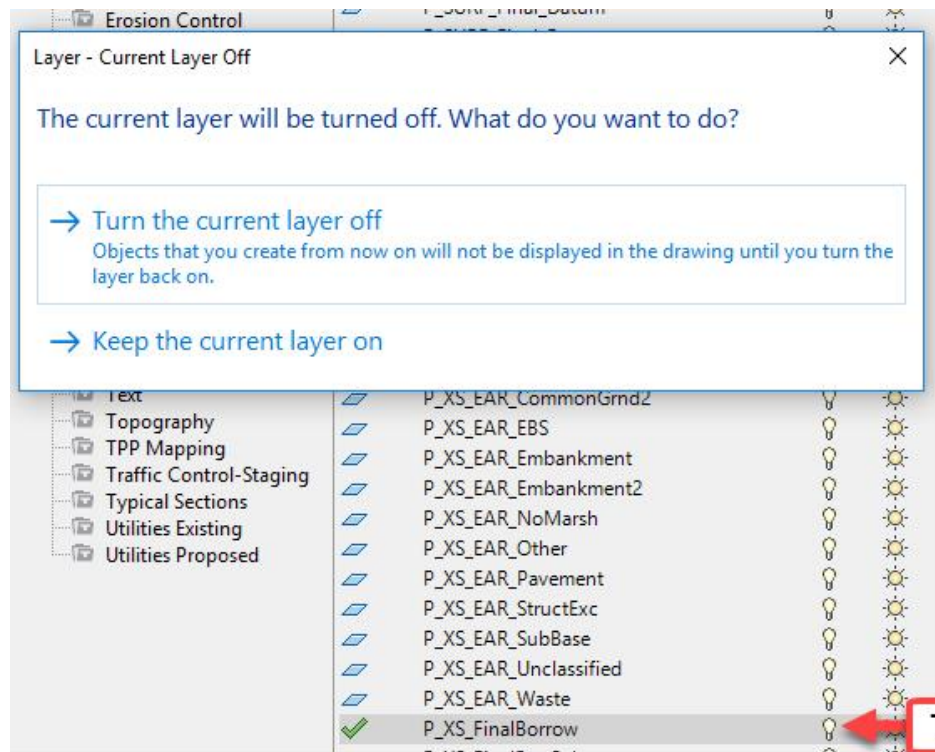 Erosion Control
Layer - Current Layer Off
The current layer will be turned off. What do you want to do?
Turn the current layer off
Objects that you create from now on will not be displayed in the drawing until you turn the
layer back on.
Keep the current layer on
Text
P_XS_EAR_CommonGrnd2
Topography
P_XS_EAR_EBS
TPP Mapping
P_XS_EAR_Embankment
Traffic Control-Staging
P_XS_EAR_Embankment2
Typical Sections
P_XS_EAR_NoMarsh
Utilities Existing
P_XS_EAR_Other
Utilities Proposed
P_XS_EAR_Pavement
P_XS_EAR_StructExc
P_XS_EAR_SubBase
P_XS_EAR_Unclassified
P_XS_EAR_Waste
P_XS_FinalBorrow